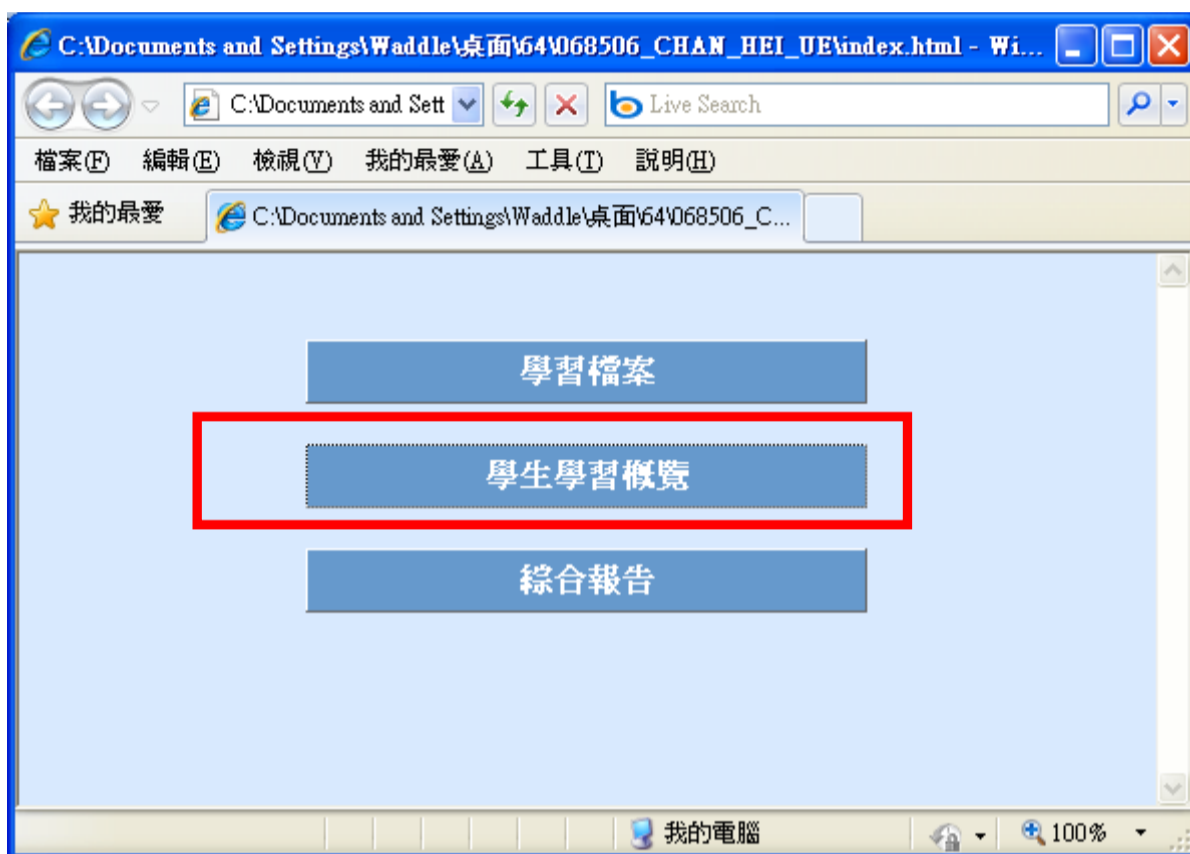 C:\Documents and Settings\Waddle\桌面\64\068506_CHAN_HEI_UE\index.html - Wi...
C:\Documents and Sett
Live Search
檔案(F) 編輯(E) 檢視(V) 我的最愛(A) 工具(T) 說明(H)
我的最愛 C:\Documents and Settings\Waddle\桌面\64\068506_C...
學習檔案
學生學習概覽
綜合報告
我的電腦 100%